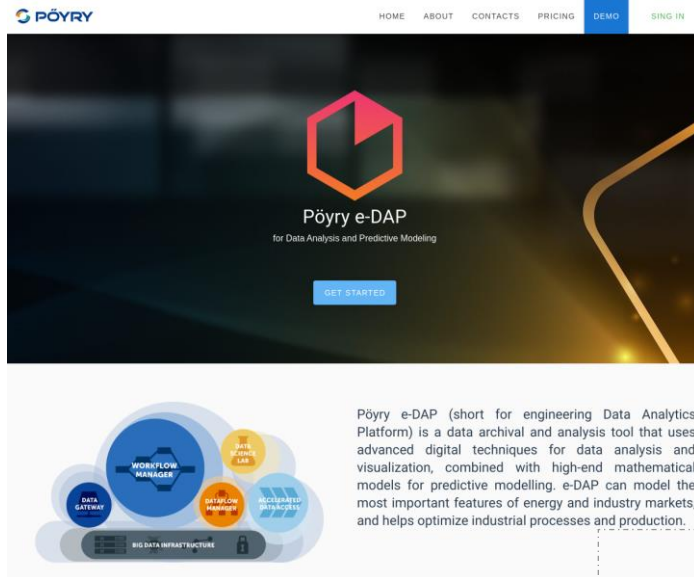 PÖYRY
HOME ABOUT CONTACTS PRICING DEMO SING IN
Pöyry e-DAP
for Data Analysis and Predictive Modeling
GET STARTED
Pöyry e-DAP (short for engineering Data Analytics
Platform) is a data archival and analysis tool that uses
advanced digital techniques for data analysis and
visualization, combined with high-end mathematical
models for predictive modelling. e-DAP can model the
most important features of energy and industry markets,
and helps optimize industrial processes and production.
DATA
SCIENCE
LAB
WORKFLOW
MANAGER
DATA
GATEWAY
DATAFLOW
MANAGER
ACCELERATED
DATA ACCESS
BIG DATA INFRASTRUCTURE